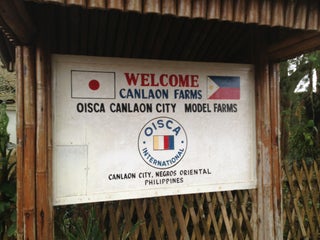 WELCOME
CANLAON FARMS
OISCA CANLAON CITY MODEL FARMS
OISCA
INTERNATIONAL
CANLAON CITY, NEGROS ORIENTAL
PHILIPPINES